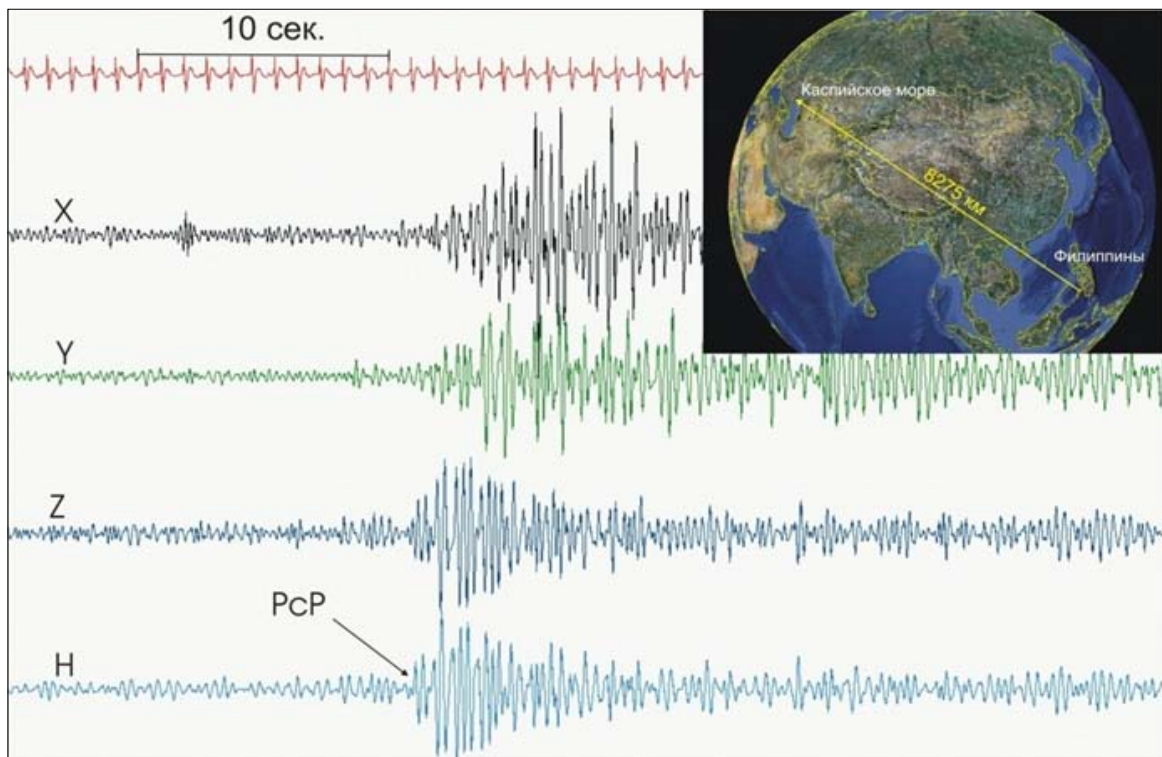 10 сек.
Каспийское море
8275 км
Филиппины
X
Y
Z
PcP
H